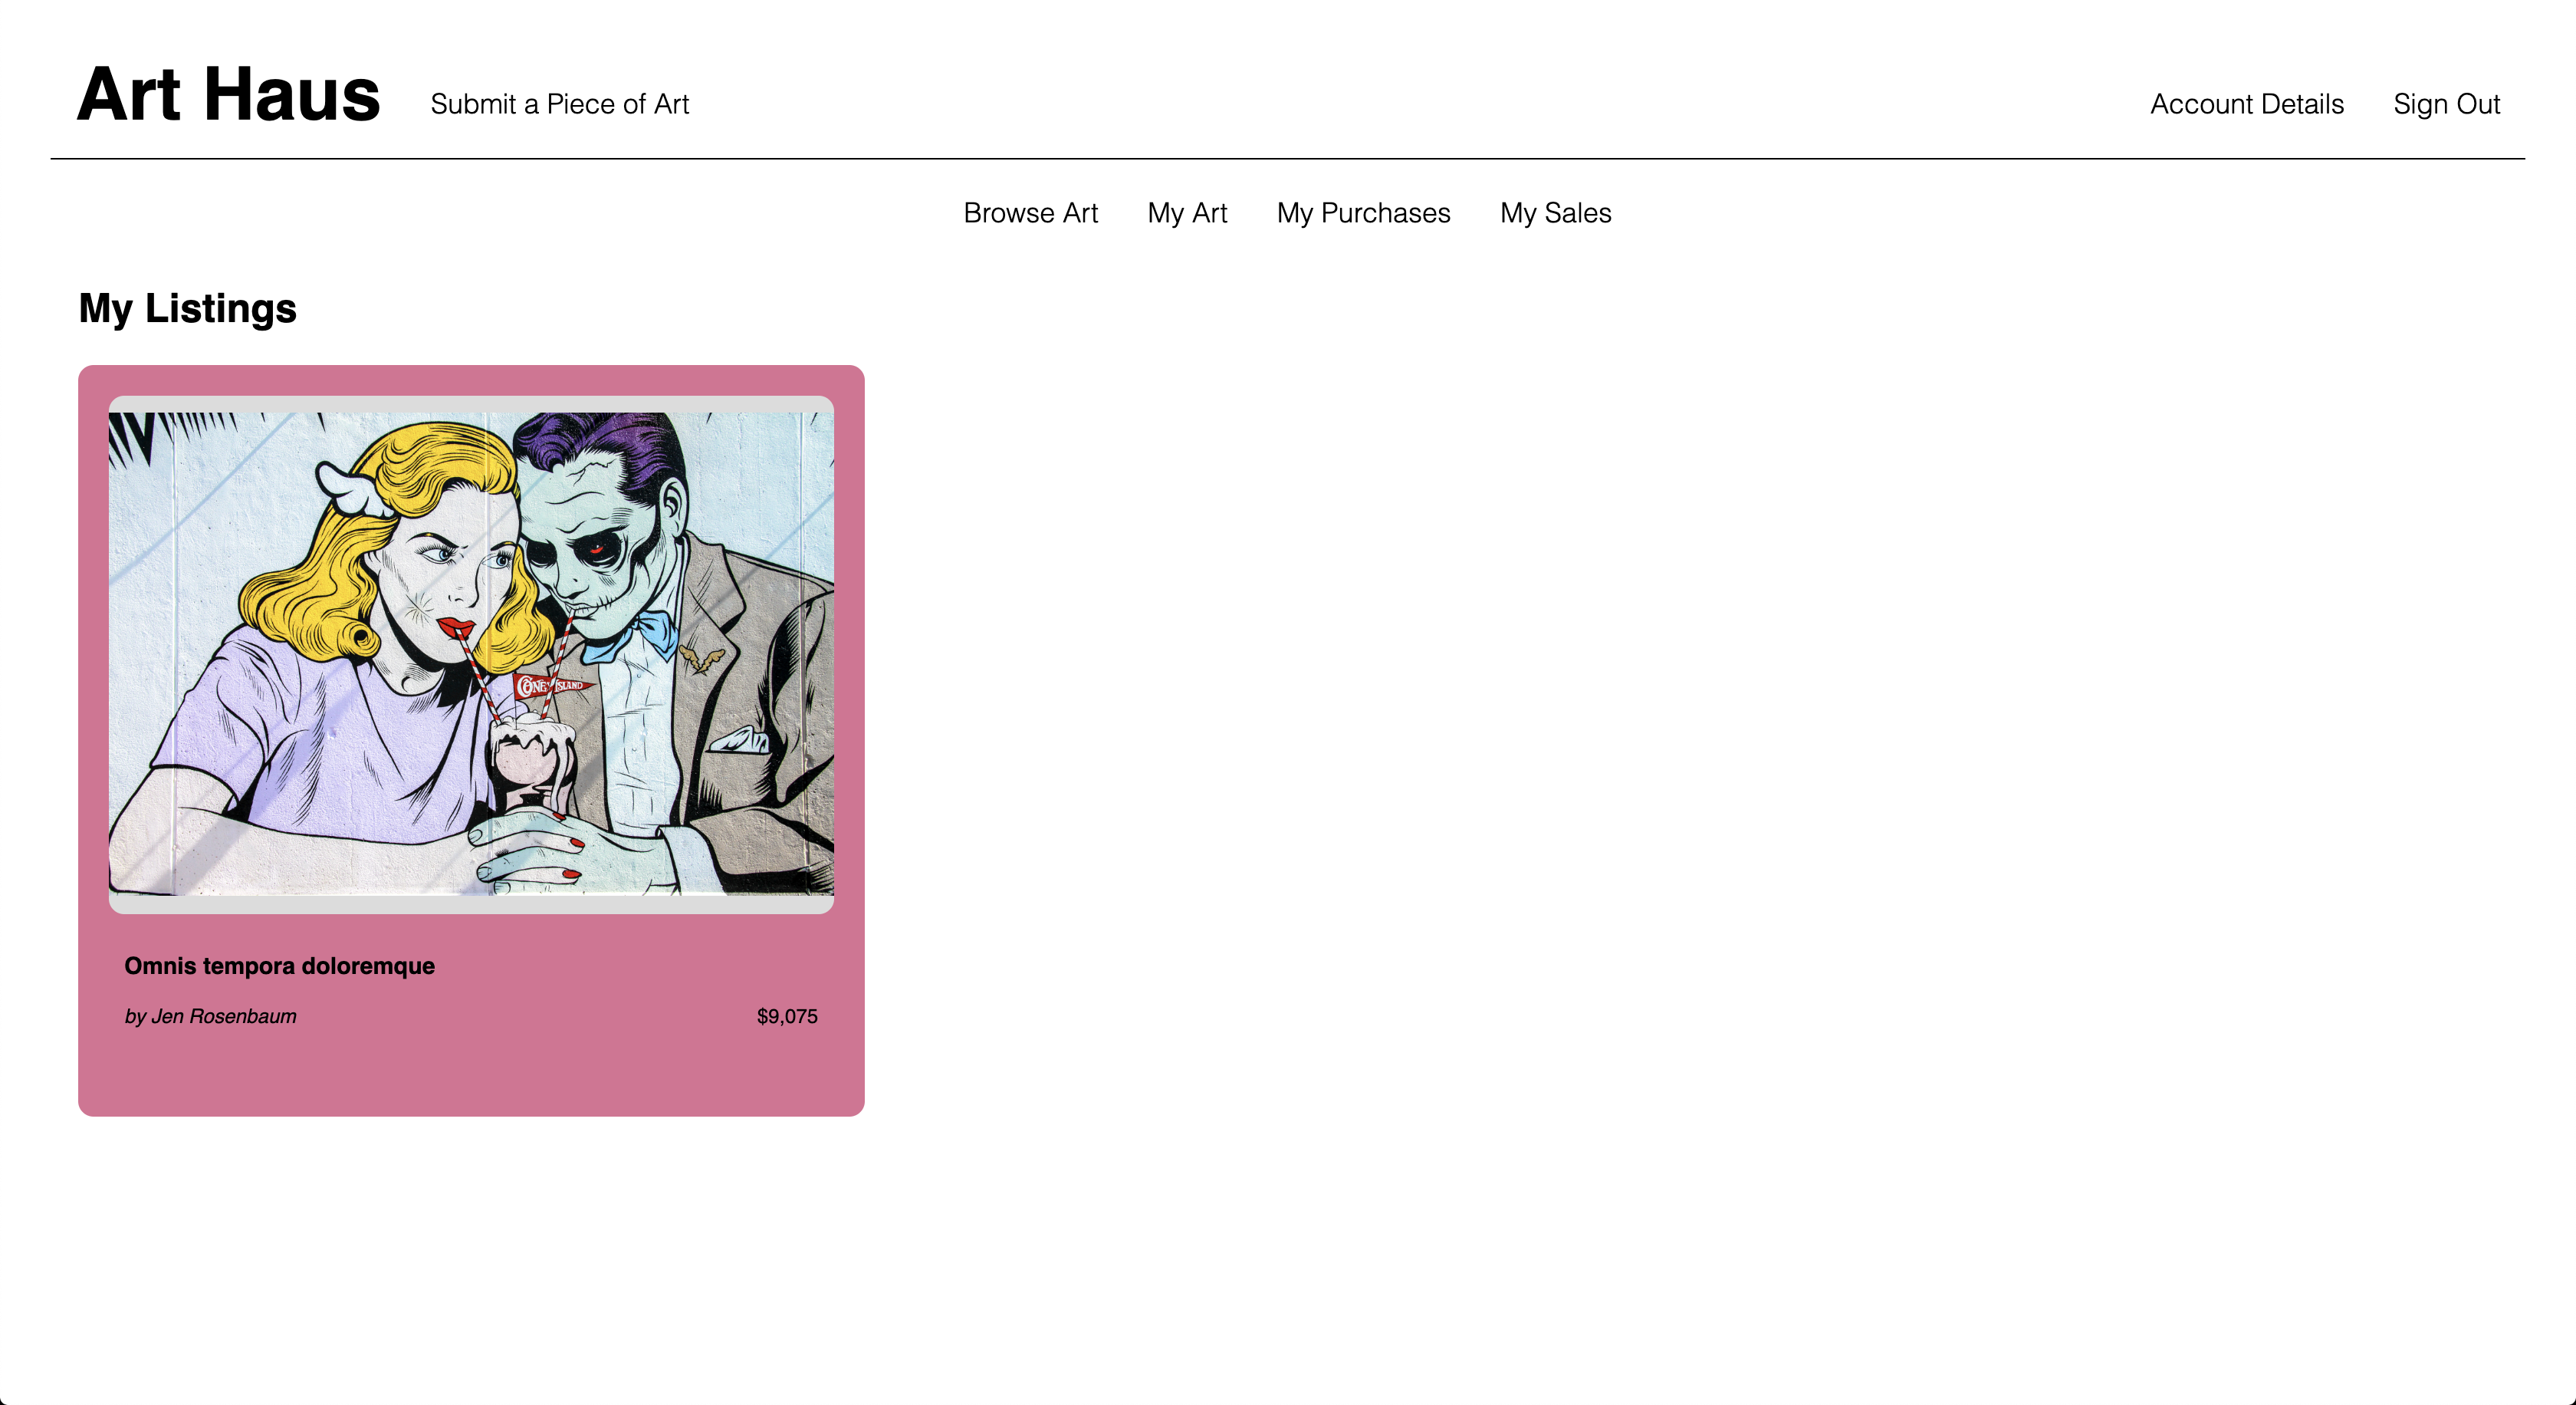 Art Haus
Submit a Piece of Art
Account Details
Sign Out
Browse Art
My Art
My Purchases
My Sales
My Listings
CONEY ISLAND
Omnis tempora doloremque
by Jen Rosenbaum
$9,075